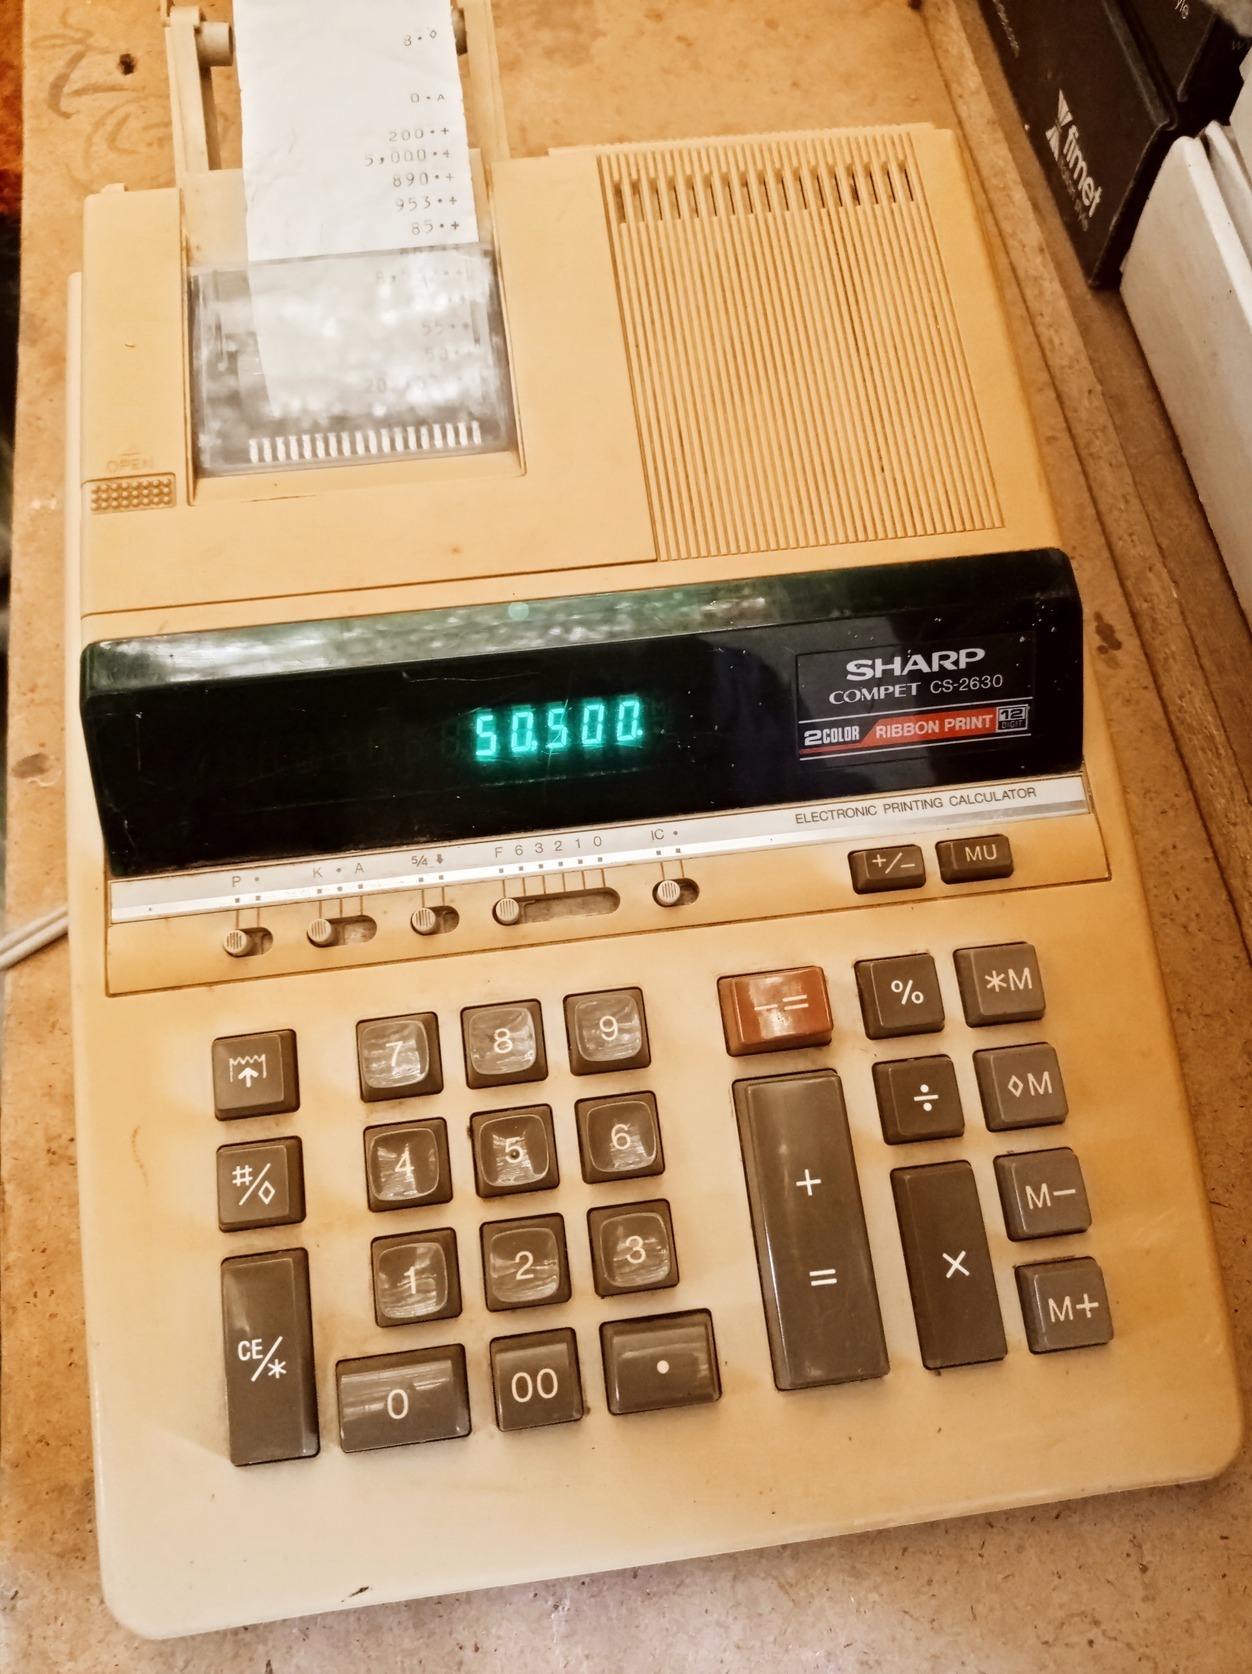 8.◊
0.A
200.+
5,000.+
890.+
953.+
85.+
OPEN
fimet
SHARP
COMPET CS-2630
2COLOR RIBBON PRINT 12 DIGIT
50,500.
ELECTRONIC PRINTING CALCULATOR
P •
K • A
5/4 ⬇
F 6 3 2 1 0
IC •
+/− MU
7 8 9 −= % *M
#/◊ 4 5 6 + = ÷ ◊M
CE/* 1 2 3 × M−
0 00 • M+